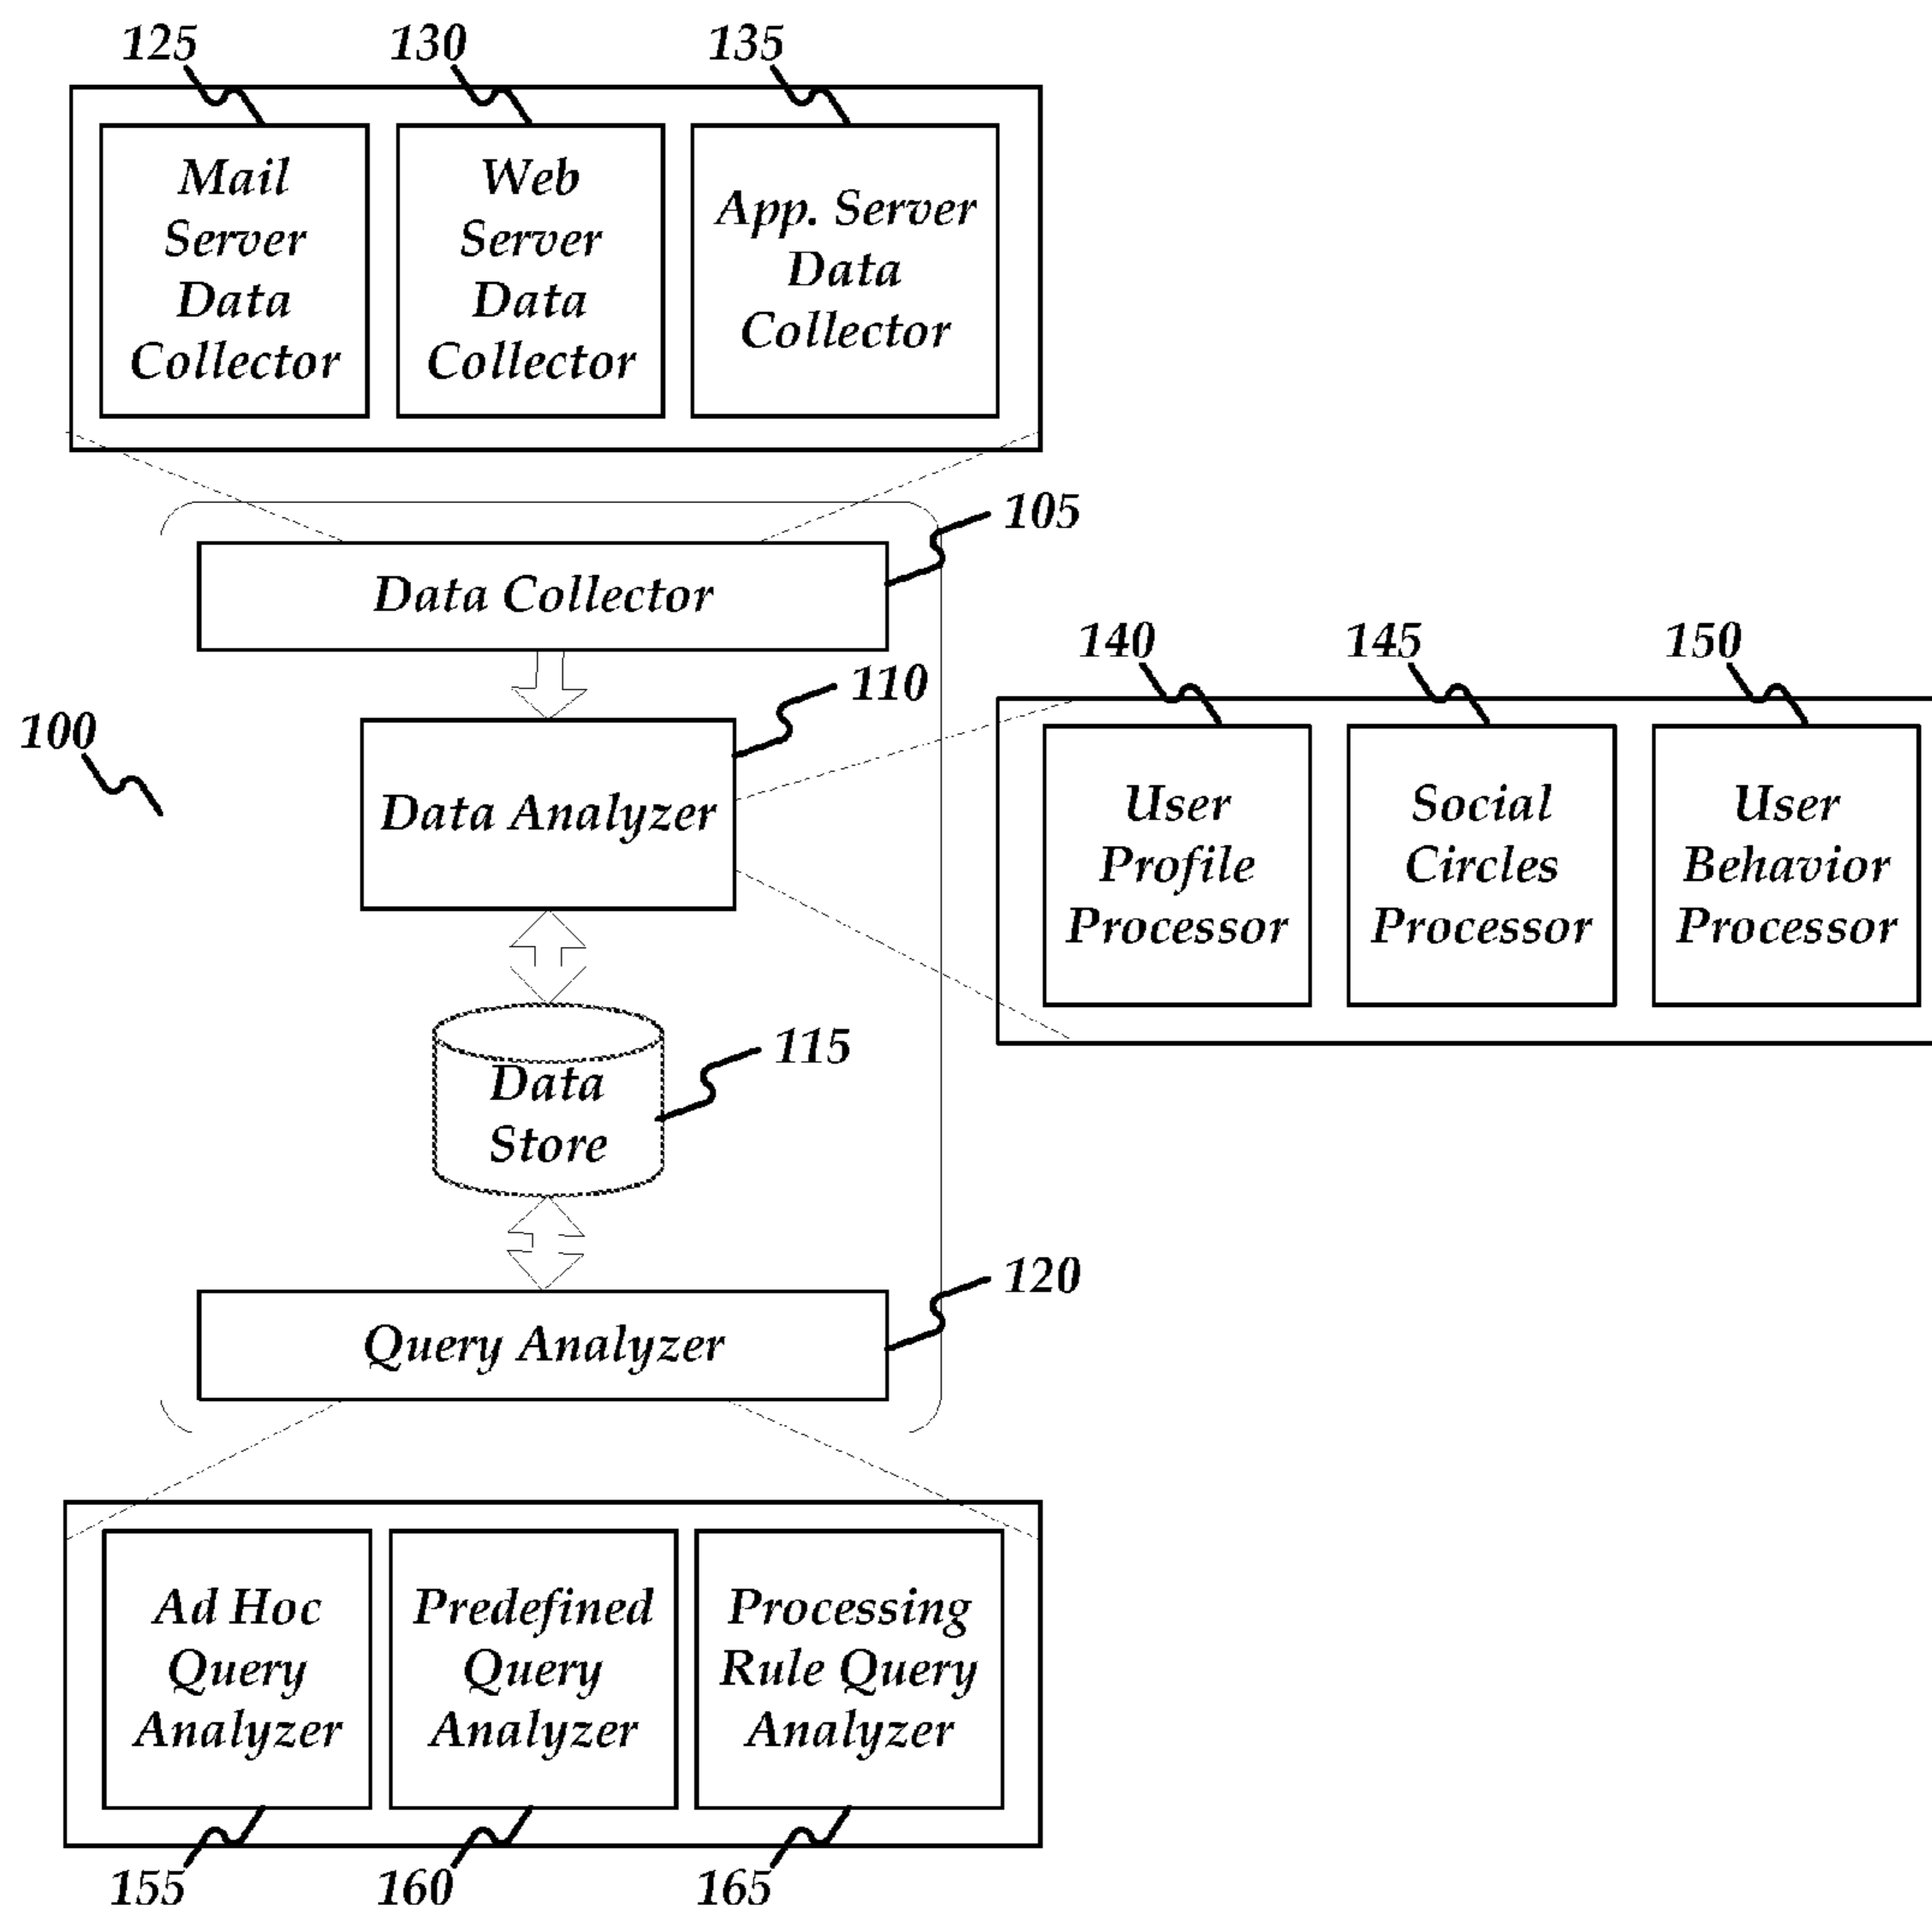 125
130
135
Mail
Server
Data
Collector
Web
Server
Data
Collector
App. Server
Data
Collector
105
Data Collector
110
100
Data Analyzer
140
145
150
User
Profile
Processor
Social
Circles
Processor
User
Behavior
Processor
115
Data
Store
120
Query Analyzer
Ad Hoc
Query
Analyzer
Predefined
Query
Analyzer
Processing
Rule Query
Analyzer
155
160
165